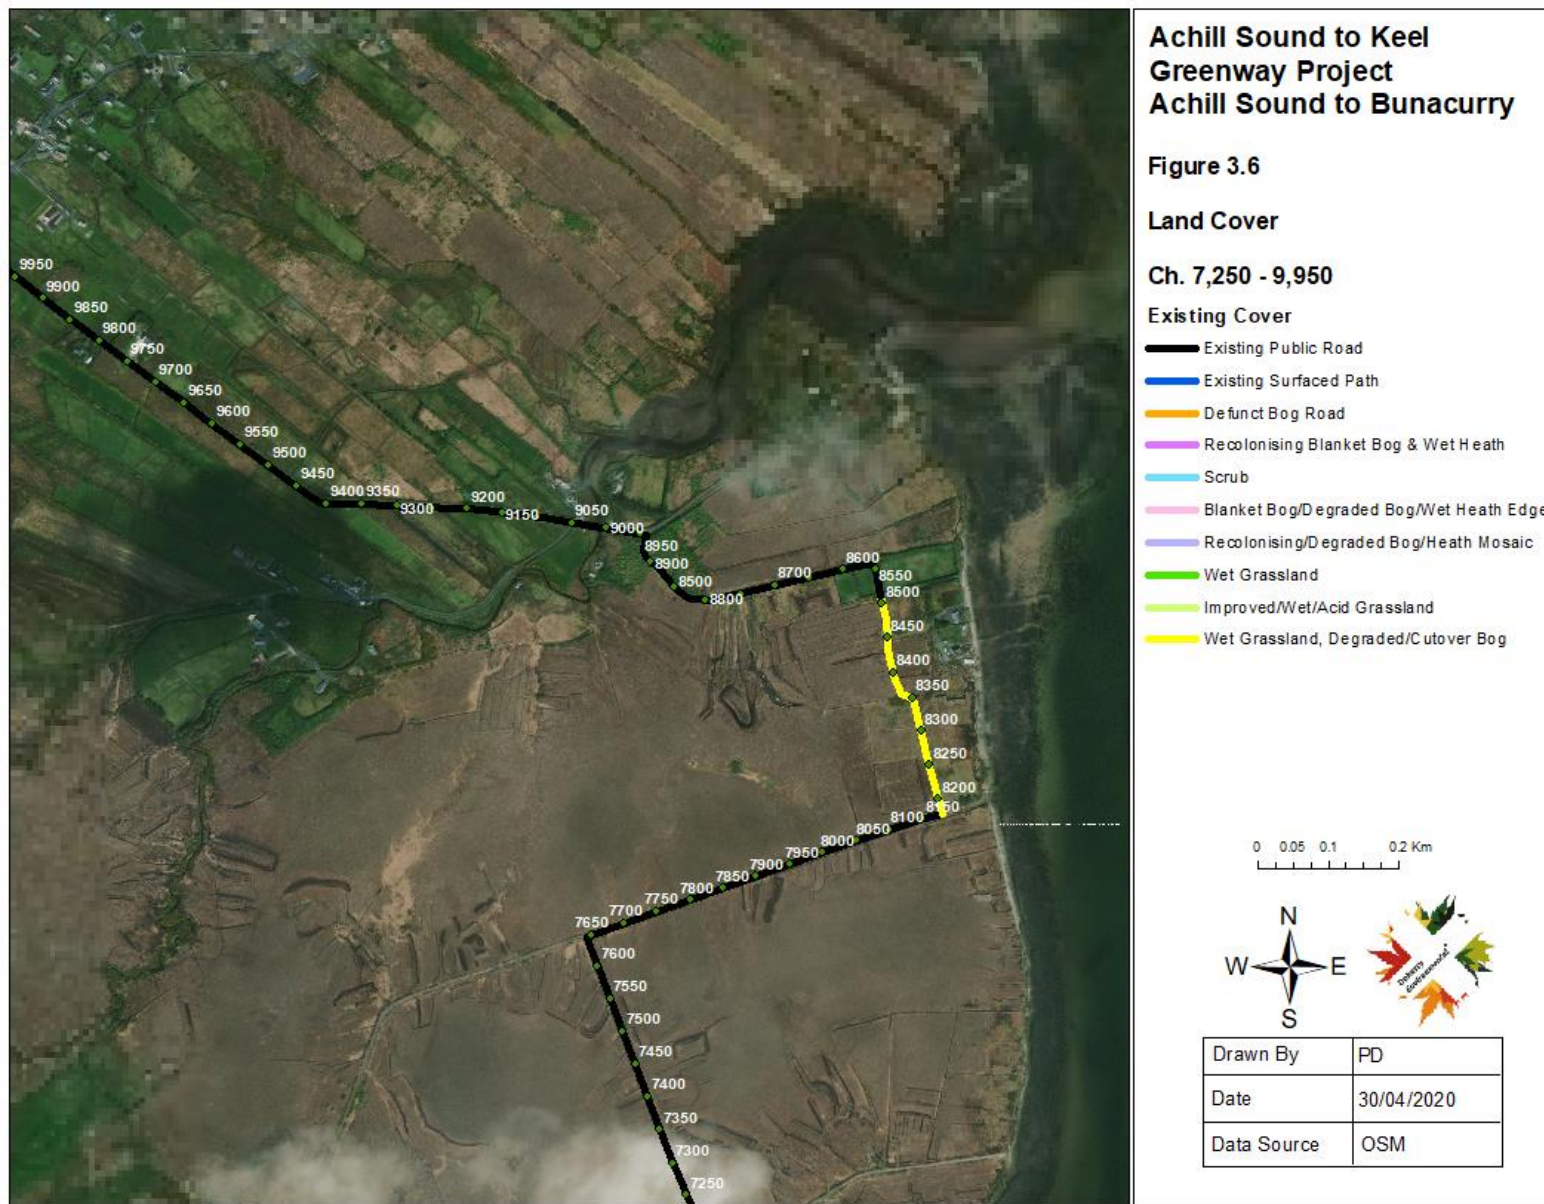 Achill Sound to Keel
Greenway Project
Achill Sound to Bunacurry
Figure 3.6
Land Cover
Ch. 7,250 - 9,950
Existing Cover
Existing Public Road
Existing Surfaced Path
Defunct Bog Road
Recolonising Blanket Bog & Wet Heath
Scrub
Blanket Bog/Degraded Bog/Wet Heath Edge
Recolonising/Degraded Bog/Heath Mosaic
Wet Grassland
Improved/Wet/Acid Grassland
Wet Grassland, Degraded/Cutover Bog
0 0.05 0.1 0.2 Km
N
W E
S
Doherty
Environmental
Drawn By PD
Date 30/04/2020
Data Source OSM
9950
9900
9850
9800
9750
9700
9650
9600
9550
9500
9450
9400 9350
9300
9200
9150
9050
9000
8950
8900
8500
8800
8700
8600
8550
8500
8450
8400
8350
8300
8250
8200
8150
8100
8050
8000
7950
7900
7850
7800
7750
7700
7650
7600
7550
7500
7450
7400
7350
7300
7250